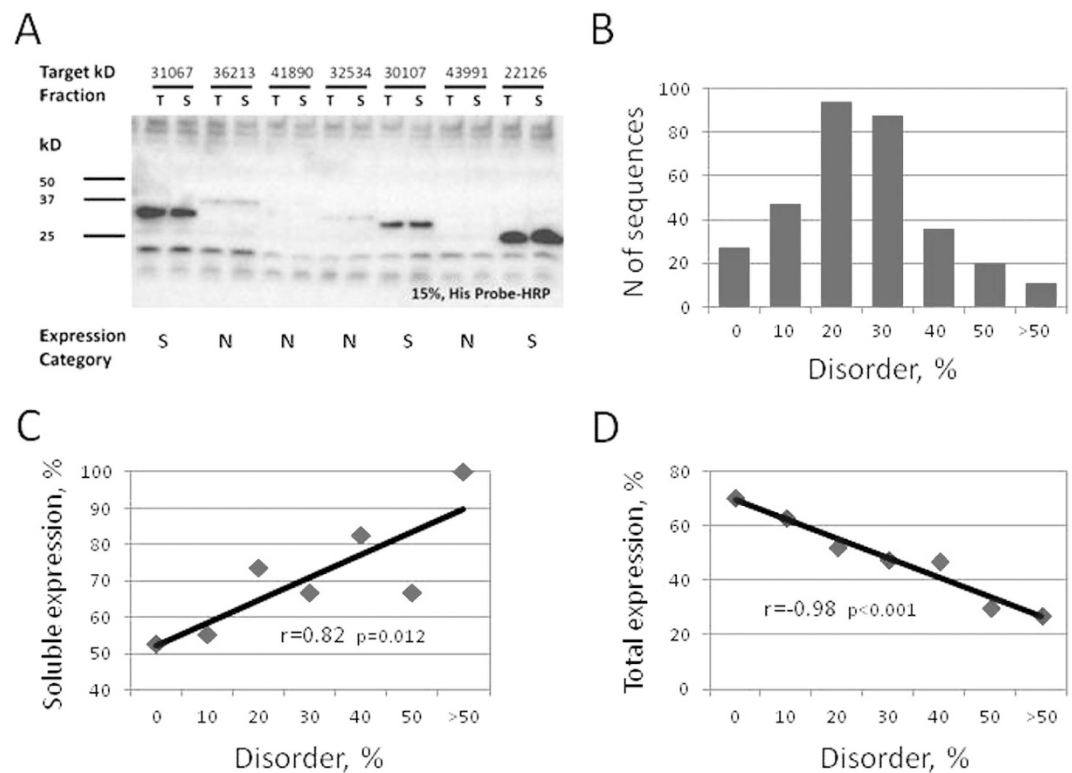 A
Target kD 31067 36213 41890 32534 30107 43991 22126
Fraction T S T S T S T S T S T S T S
kD
50
37
25
15%, His Probe-HRP
Expression Category S N N N S N S
B
N of sequences
100
80
60
40
20
0
0 10 20 30 40 50 >50
Disorder, %
C
Soluble expression, %
100
90
80
70
60
50
40
r=0.82 p=0.012
0 10 20 30 40 50 >50
Disorder, %
D
Total expression, %
80
60
40
20
0
r=-0.98 p<0.001
0 10 20 30 40 50 >50
Disorder, %